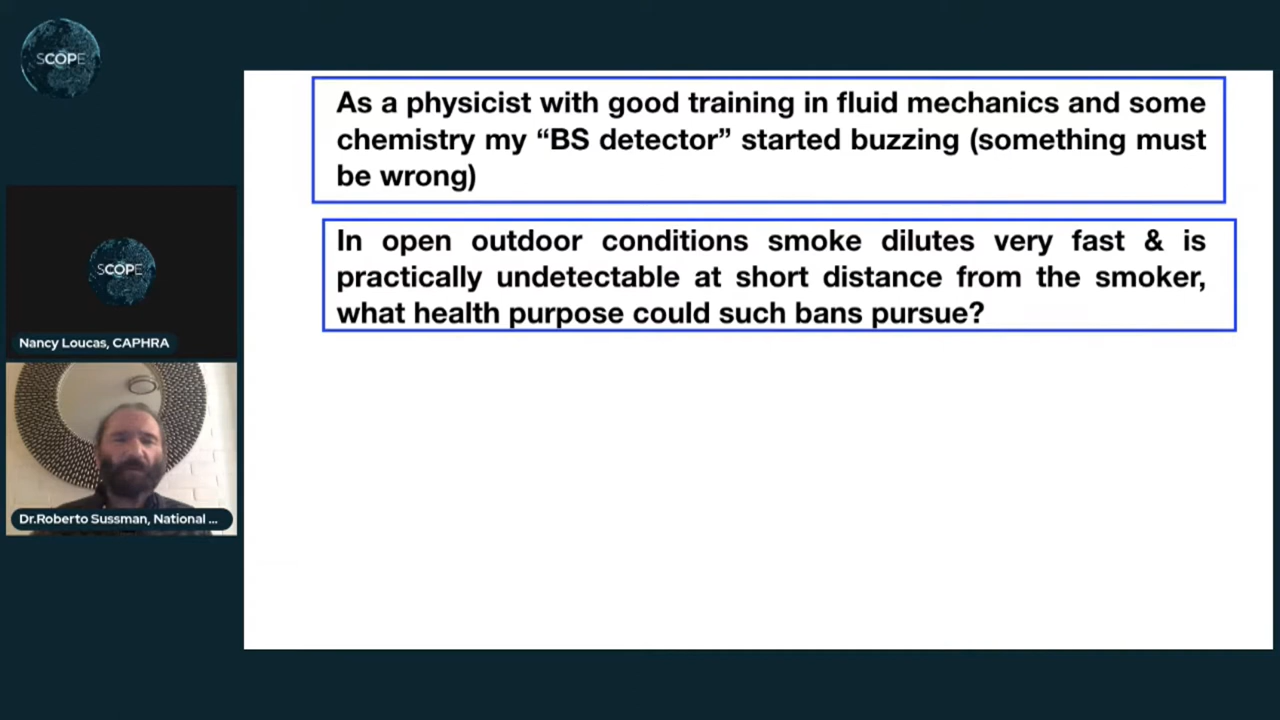 SCOPE
As a physicist with good training in fluid mechanics and some
chemistry my “BS detector” started buzzing (something must
be wrong)
In open outdoor conditions smoke dilutes very fast & is
practically undetectable at short distance from the smoker,
what health purpose could such bans pursue?
SCOPE
Nancy Loucas, CAPHRA
Dr.Roberto Sussman, National ...